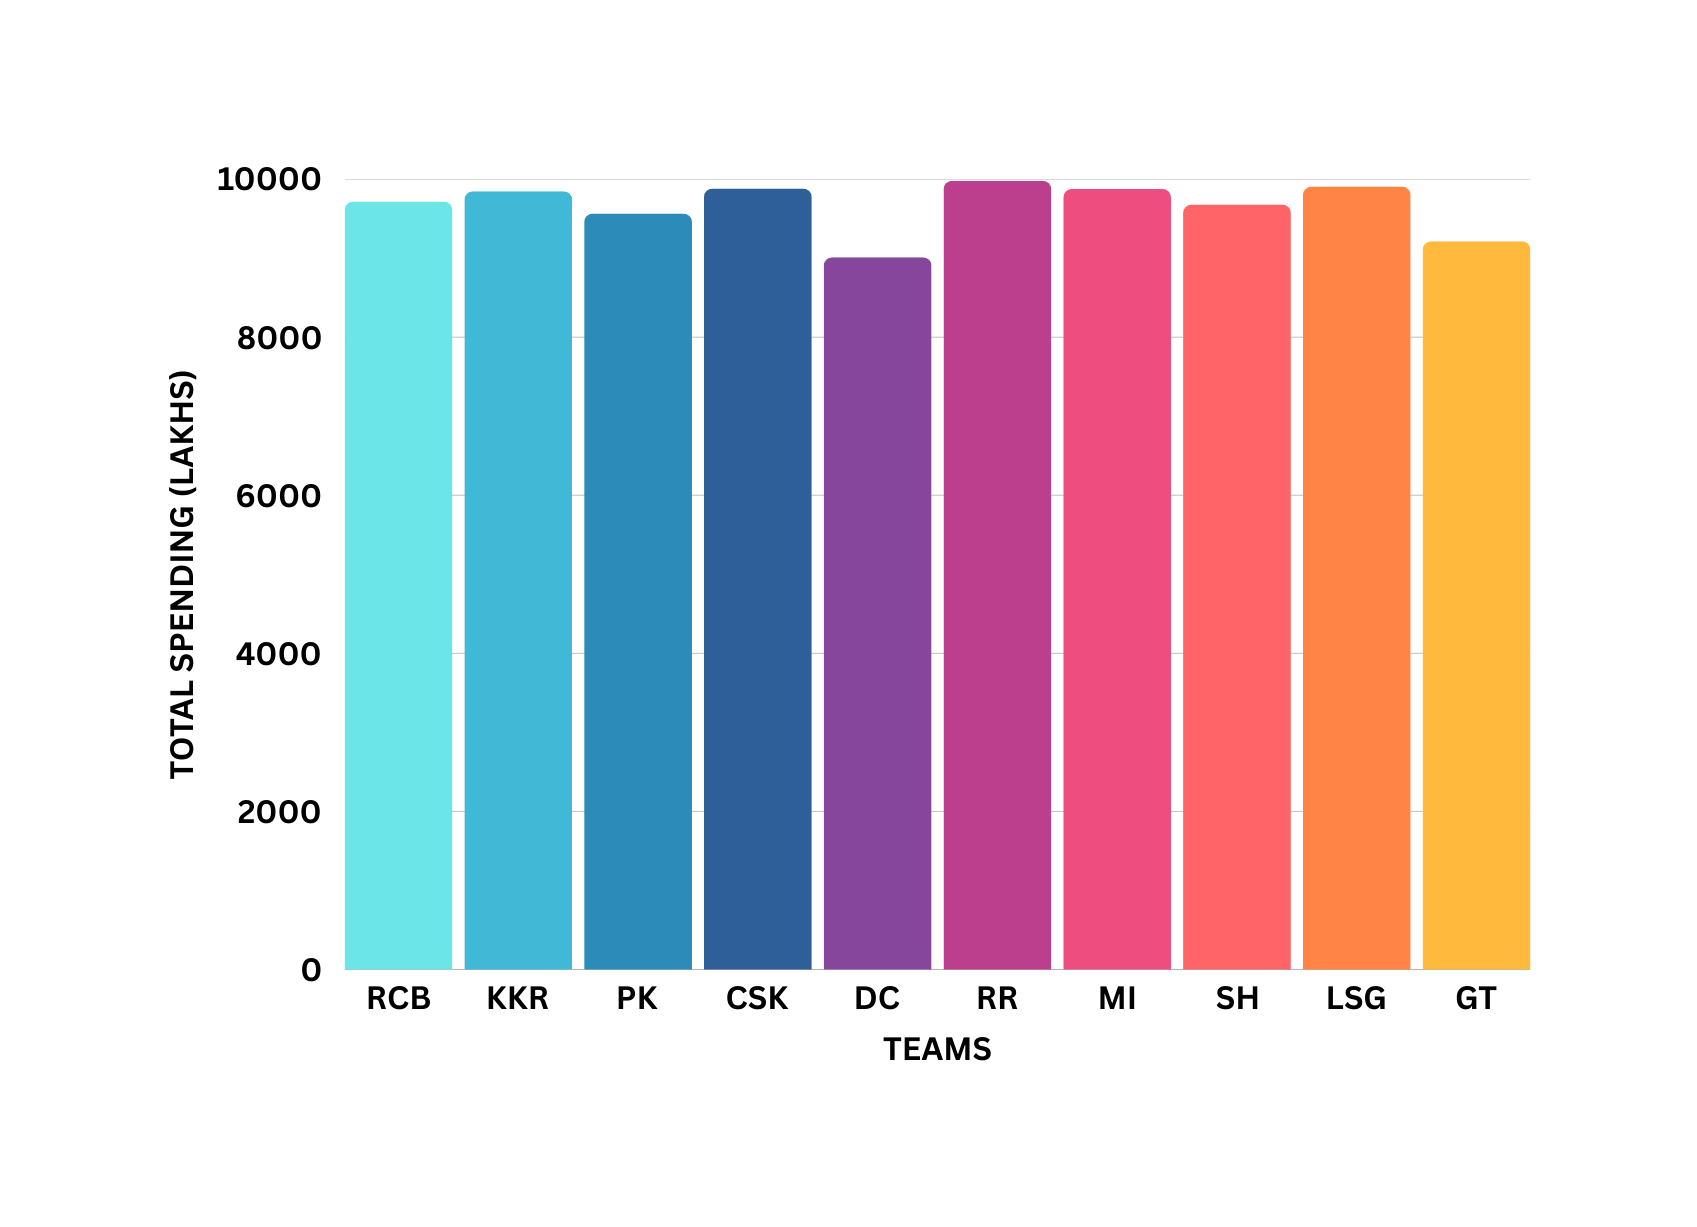 TOTAL SPENDING (LAKHS)
10000
8000
6000
4000
2000
0
RCB KKR PK CSK DC RR MI SH LSG GT
TEAMS